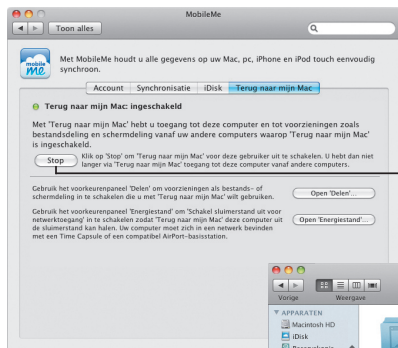 MobileMe
Toon alles
mobile
me
Met MobileMe houdt u alle gegevens op uw Mac, pc, iPhone en iPod touch eenvoudig
synchroon.
Account Synchronisatie iDisk Terug naar mijn Mac
Terug naar mijn Mac: ingeschakeld
Met 'Terug naar mijn Mac' hebt u toegang tot deze computer en tot voorzieningen zoals
bestandsdeling en schermdeling vanaf uw andere computers waarop 'Terug naar mijn Mac'
is ingeschakeld.
Stop
Klik op 'Stop' om 'Terug naar mijn Mac' voor deze gebruiker uit te schakelen. U hebt dan niet
langer via 'Terug naar mijn Mac' toegang tot deze computer vanaf andere computers.
Gebruik het voorkeurenpaneel 'Delen' om voorzieningen als bestands- of
schermdeling in te schakelen die u met 'Terug naar mijn Mac' wilt gebruiken.
Open 'Delen'...
Gebruik het voorkeurenpaneel 'Energiestand' om 'Schakel sluimerstand uit voor
netwerktoegang' in te schakelen zodat 'Terug naar mijn Mac' deze computer uit
de sluimerstand kan halen. Uw computer moet zich in een netwerk bevinden
met een Time Capsule of een compatibel AirPort-basisstation.
Open 'Energiestand'...
Vorige Weergave
APPARATEN
Macintosh HD
iDisk
Reservekopie